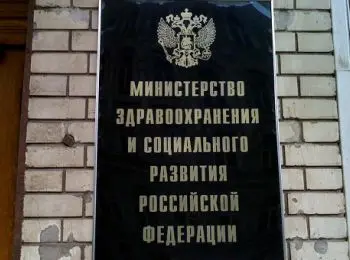 МИНИСТЕРСТВО
ЗДРАВООХРАНЕНИЯ
И СОЦИАЛЬНОГО
РАЗВИТИЯ
РОССИЙСКОЙ
ФЕДЕРАЦИИ